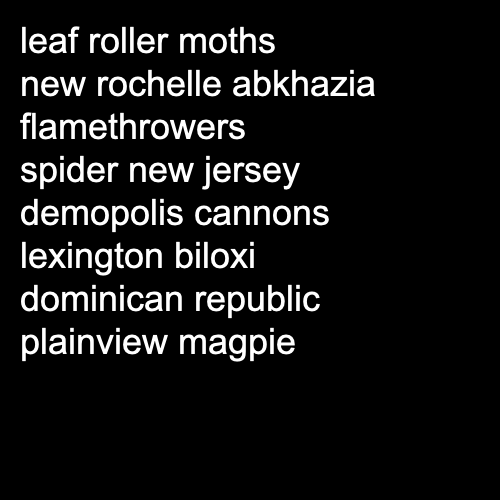 leaf roller moths
new rochelle abkhazia
flamethrowers
spider new jersey
demopolis cannons
lexington biloxi
dominican republic
plainview magpie